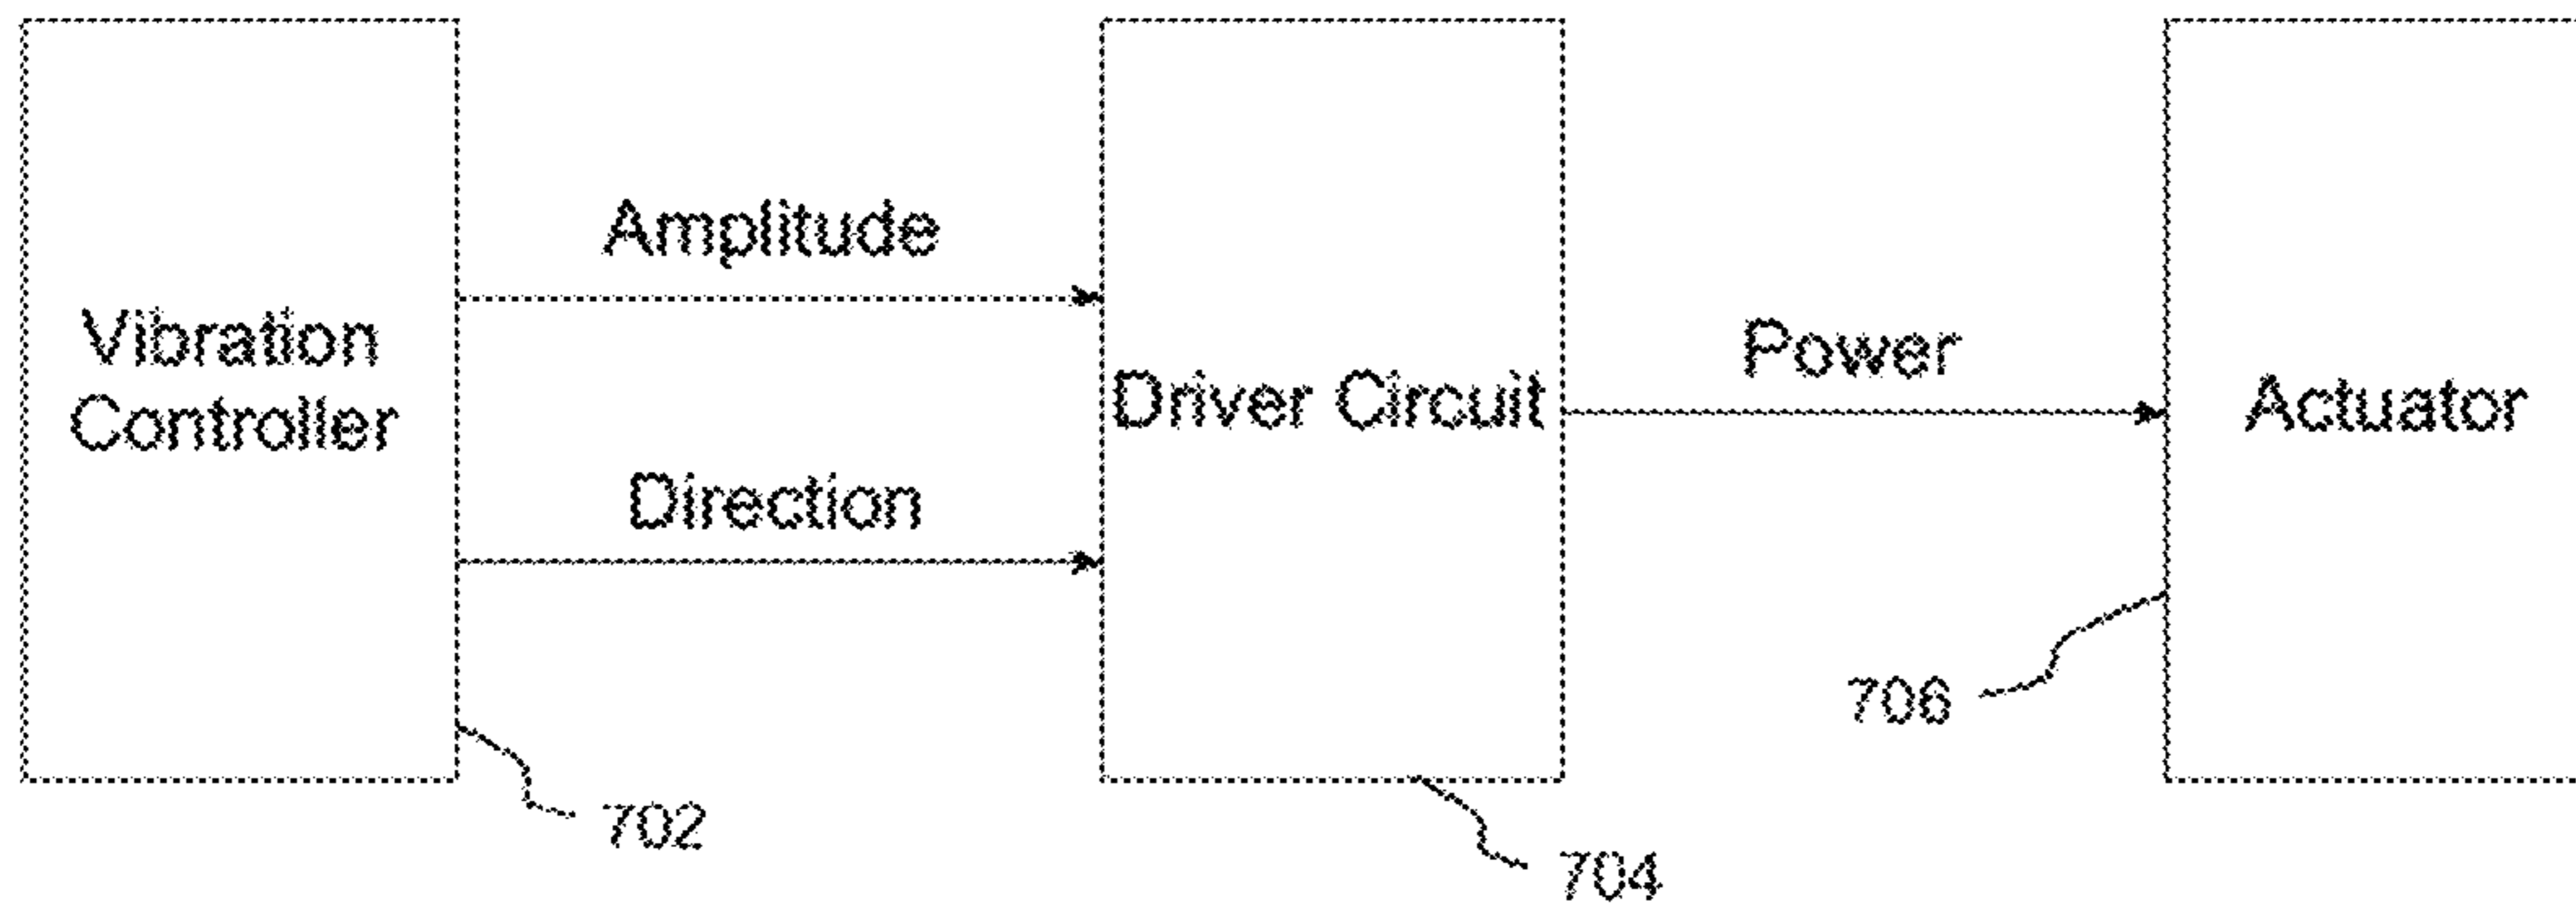 Vibration
Controller
Amplitude
Direction
702
Driver Circuit
704
Power
706
Actuator